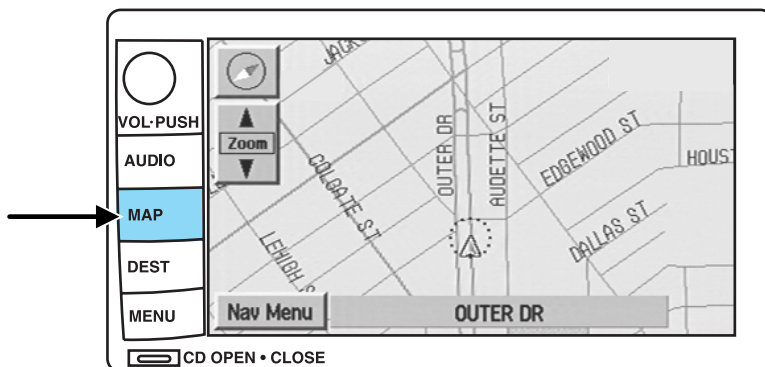 VOL·PUSH
AUDIO
MAP
DEST
MENU
CD OPEN • CLOSE
Zoom
COLGATE ST
LEHIGH
OUTER DR
AUDETTE ST
EDGEWOOD ST
HOUST
DALLAS ST
Nav Menu
OUTER DR